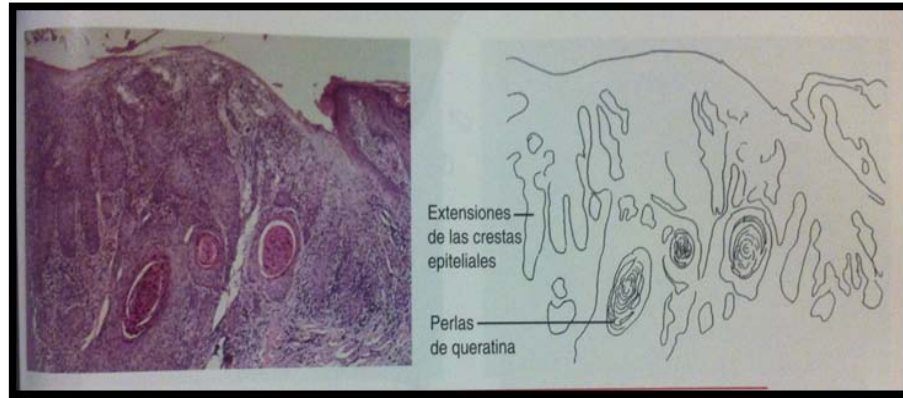 Extensiones
de las crestas
epiteliales
Perlas
de queratina